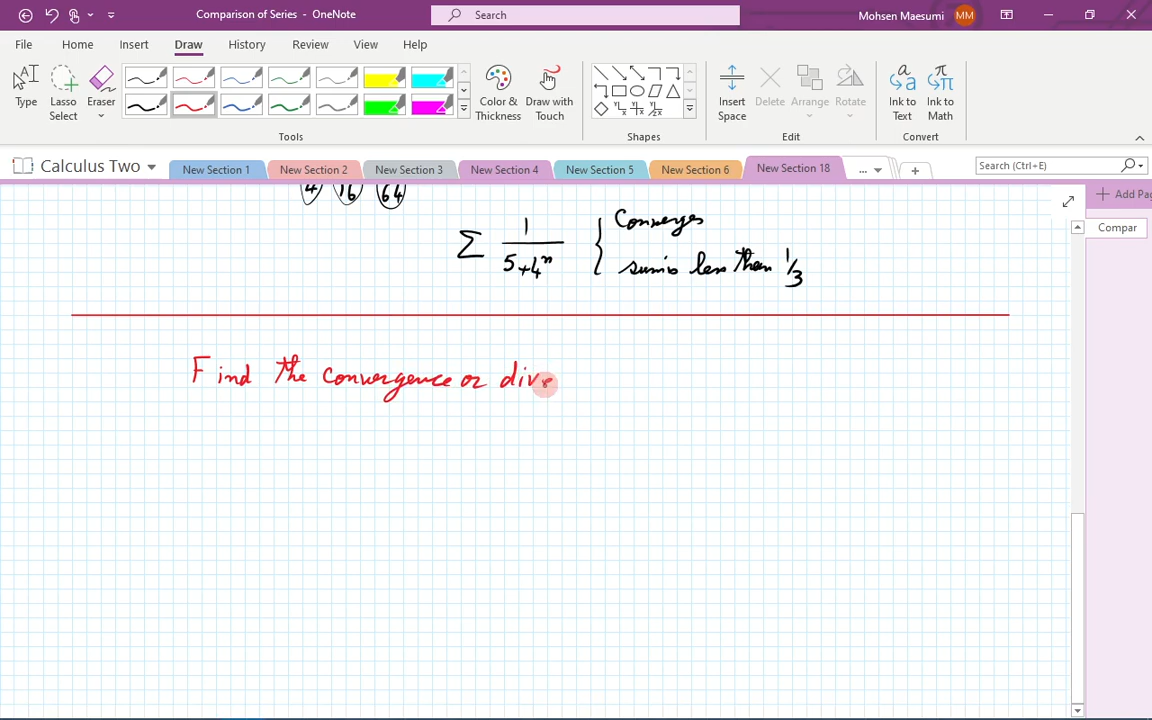 Comparison of Series - OneNote
Search
Mohsen Maesumi
MM
File Home Insert Draw History Review View Help
Type
Lasso Select
Eraser
Color & Thickness
Draw with Touch
Insert Space
Delete
Arrange
Rotate
Ink to Text
Ink to Math
Tools
Shapes
Edit
Convert
Calculus Two
New Section 1
New Section 2
New Section 3
New Section 4
New Section 5
New Section 6
New Section 18
...
Search (Ctrl+E)
Add Pag
Compar
4 16 64
Σ 1/(5+4^n) { Converges
sum is less than 1/3
Find the convergence or dive